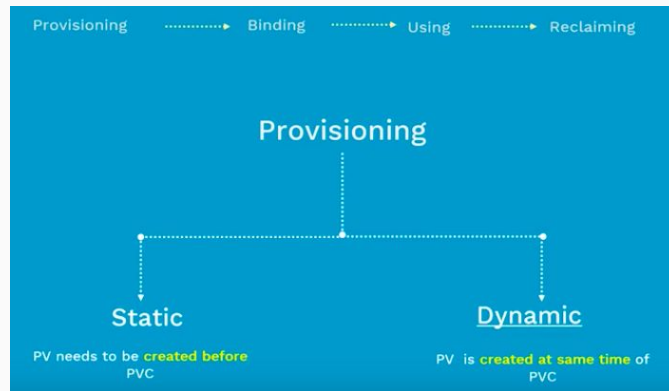 Provisioning Binding Using Reclaiming
Provisioning
Static
Dynamic
PV needs to be created before
PVC
PV is created at same time of
PVC